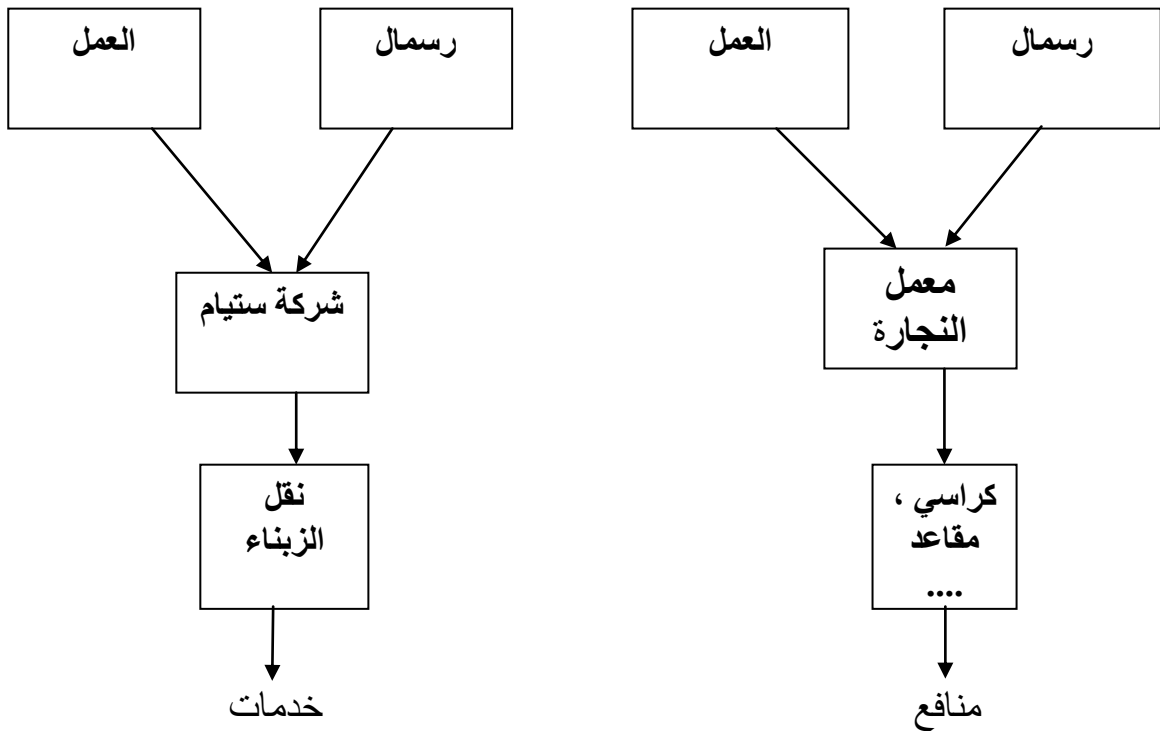 رسمال
العمل
رسمال
العمل
معمل
النجارة
شركة ستيام
كراسي ،
مقاعد
....
نقل
الزبناء
منافع
خدمات